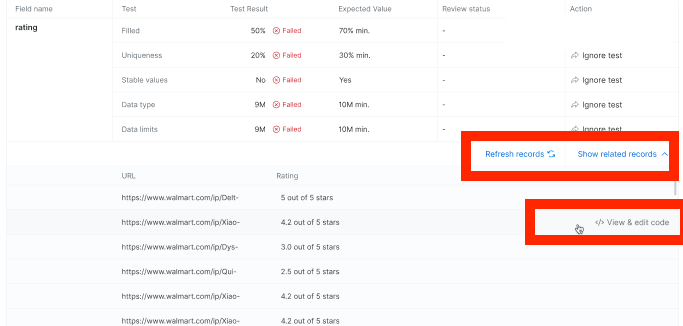 Field name Test Test Result Expected Value Review status Action
rating Filled 50% Failed 70% min. -
Uniqueness 20% Failed 30% min. - Ignore test
Stable values No Failed Yes - Ignore test
Data type 9M Failed 10M min. - Ignore test
Data limits 9M Failed 10M min. - Ignore test
Refresh records Show related records
URL Rating
https://www.walmart.com/ip/Delt- 5 out of 5 stars
https://www.walmart.com/ip/Xiao- 4.2 out of 5 stars </> View & edit code
https://www.walmart.com/ip/Dys- 3.0 out of 5 stars
https://www.walmart.com/ip/Qui- 2.5 out of 5 stars
https://www.walmart.com/ip/Xiao- 4.2 out of 5 stars
https://www.walmart.com/ip/Xiao- 4.2 out of 5 stars